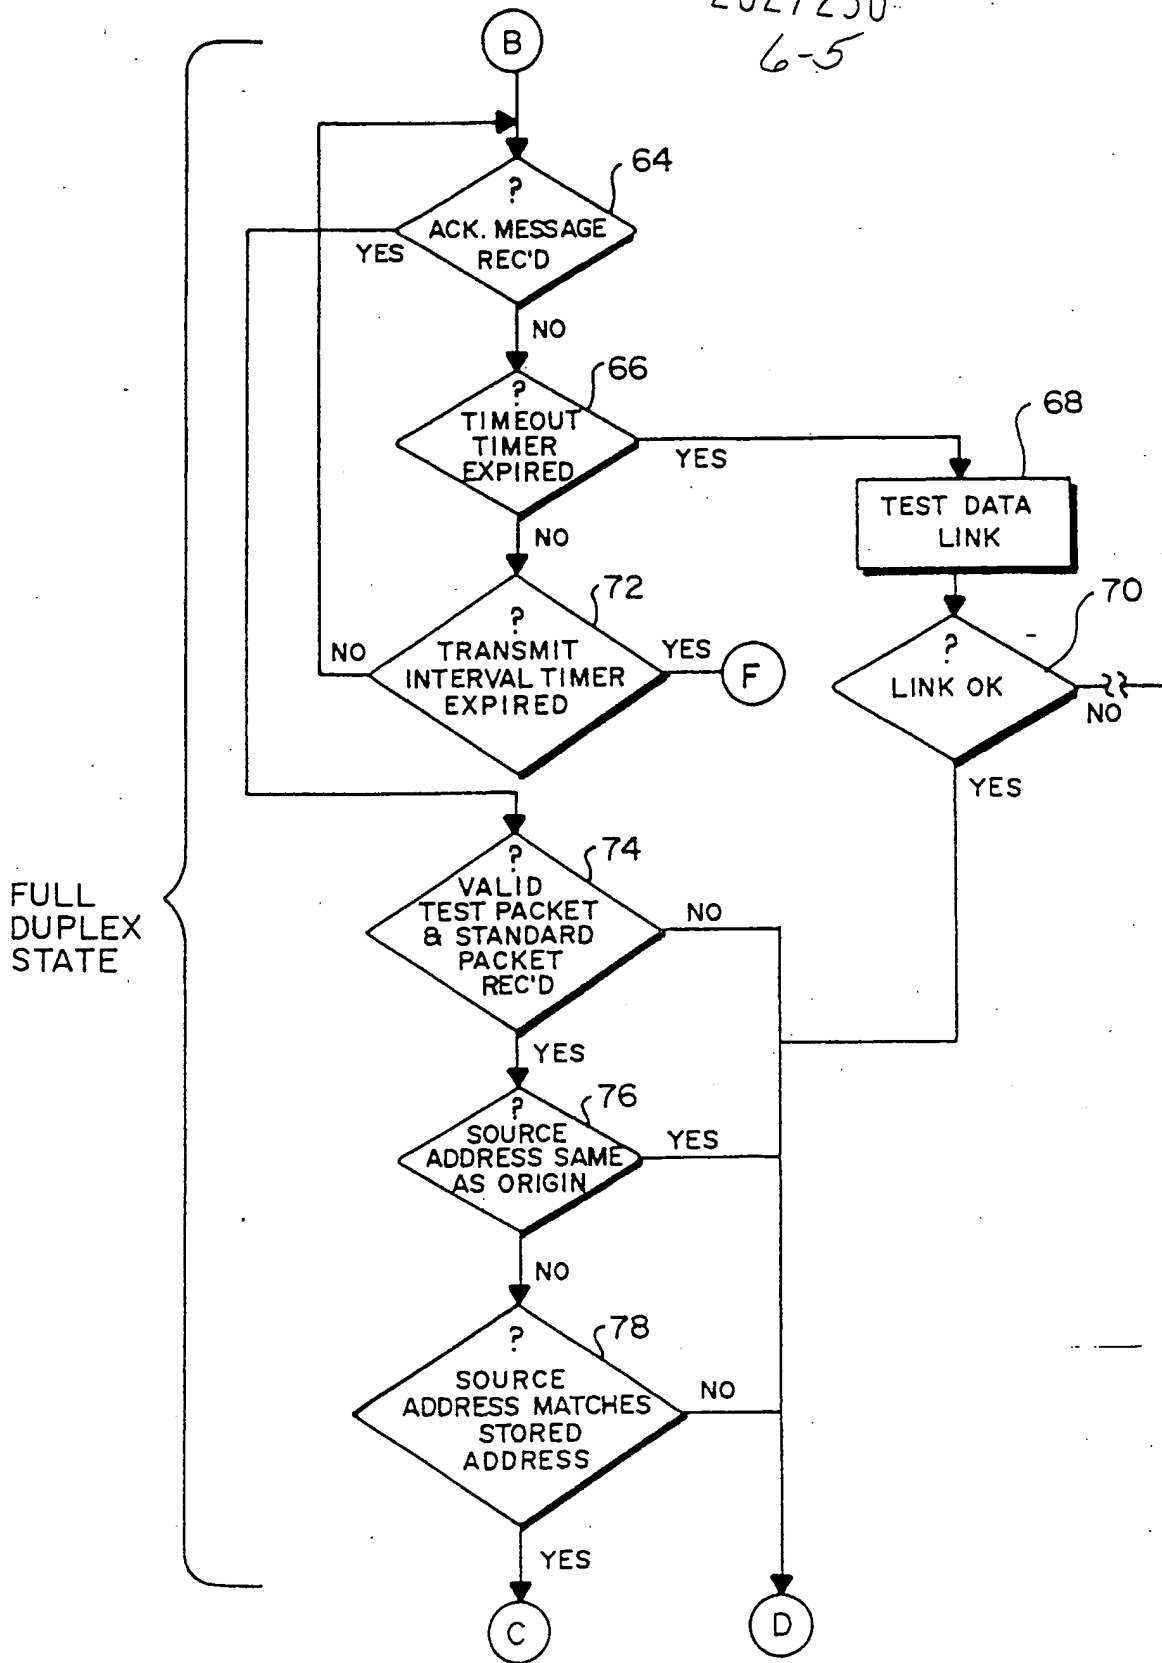 2027250
6-5
B
64
?
ACK. MESSAGE
REC'D
YES
NO
66
?
TIMEOUT
TIMER
EXPIRED
YES
68
TEST DATA
LINK
NO
72
?
TRANSMIT
INTERVAL TIMER
EXPIRED
NO
YES
F
70
?
LINK OK
NO
YES
74
?
VALID
TEST PACKET
& STANDARD
PACKET
REC'D
NO
FULL
DUPLEX
STATE
YES
76
?
SOURCE
ADDRESS SAME
AS ORIGIN
YES
NO
78
?
SOURCE
ADDRESS MATCHES
STORED
ADDRESS
NO
YES
C
D